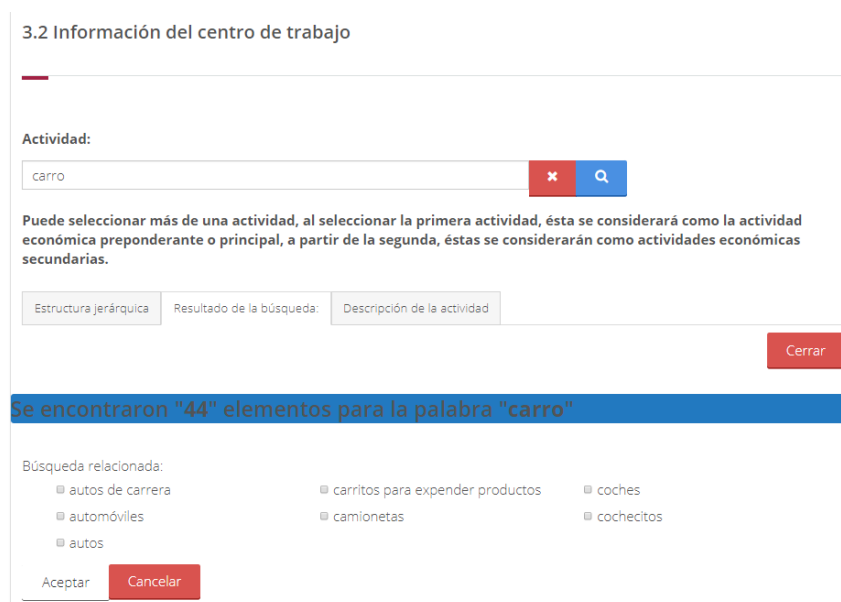 3.2 Información del centro de trabajo
Actividad:
carro
Puede seleccionar más de una actividad, al seleccionar la primera actividad, ésta se considerará como la actividad
económica preponderante o principal, a partir de la segunda, éstas se considerarán como actividades económicas
secundarias.
Estructura jerárquica Resultado de la búsqueda: Descripción de la actividad
Cerrar
Se encontraron "44" elementos para la palabra "carro"
Búsqueda relacionada:
autos de carrera carritos para expender productos coches
automóviles camionetas cochecitos
autos
Aceptar Cancelar